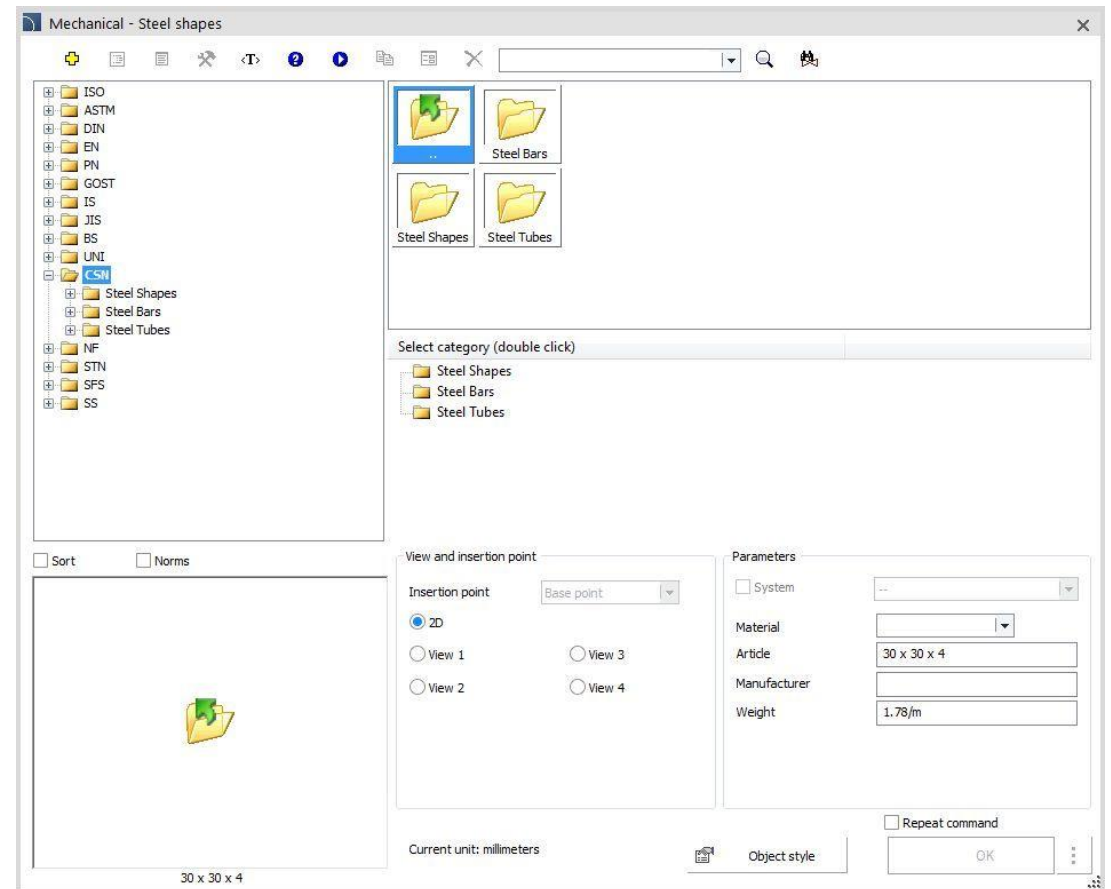 Mechanical - Steel shapes
<T>
ISO
ASTM
DIN
EN
PN
GOST
IS
JIS
BS
UNI
CSN
Steel Shapes
Steel Bars
Steel Tubes
NF
STN
SFS
SS
..
Steel Bars
Steel Shapes
Steel Tubes
Select category (double click)
Steel Shapes
Steel Bars
Steel Tubes
Sort
Norms
30 x 30 x 4
View and insertion point
Insertion point
Base point
2D
View 1
View 3
View 2
View 4
Parameters
System
--
Material
Article
30 x 30 x 4
Manufacturer
Weight
1.78/m
Repeat command
Current unit: millimeters
Object style
OK